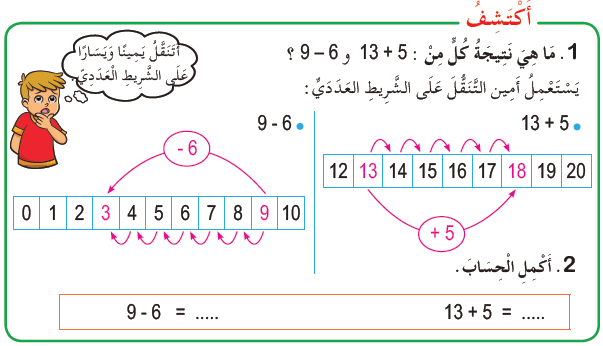 أَكْتَشِفُ
1. مَا هِيَ نَتِيجَةُ كُلٍّ مِنْ : 5 + 13 و 6 – 9 ؟
أَتَنَقَّلُ يَمِينًا وَيَسَارًا
عَلَى الشَّرِيطِ الْعَدَدِيِّ.
يَسْتَعْمِلُ أَمِين التَّنَقُّلَ عَلَى الشَّرِيطِ العَدَدَيِّ :
13 + 5 •
12 13 14 15 16 17 18 19 20
+ 5
9 - 6 •
- 6
0 1 2 3 4 5 6 7 8 9 10
2. أَكْمِلِ الْحِسَابَ .
13 + 5 = .....
9 - 6 = .....